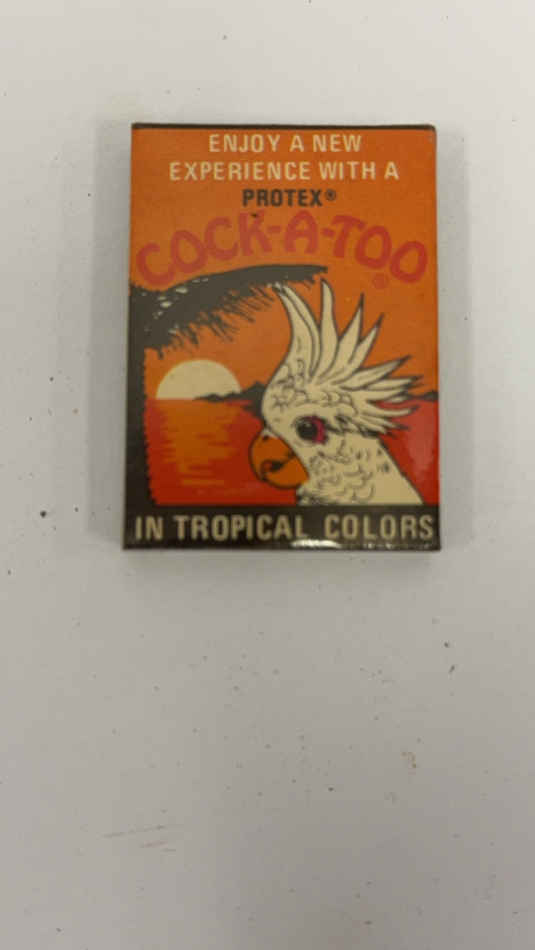 ENJOY A NEW
EXPERIENCE WITH A
PROTEX®
COCK-A-TOO
®
IN TROPICAL COLORS